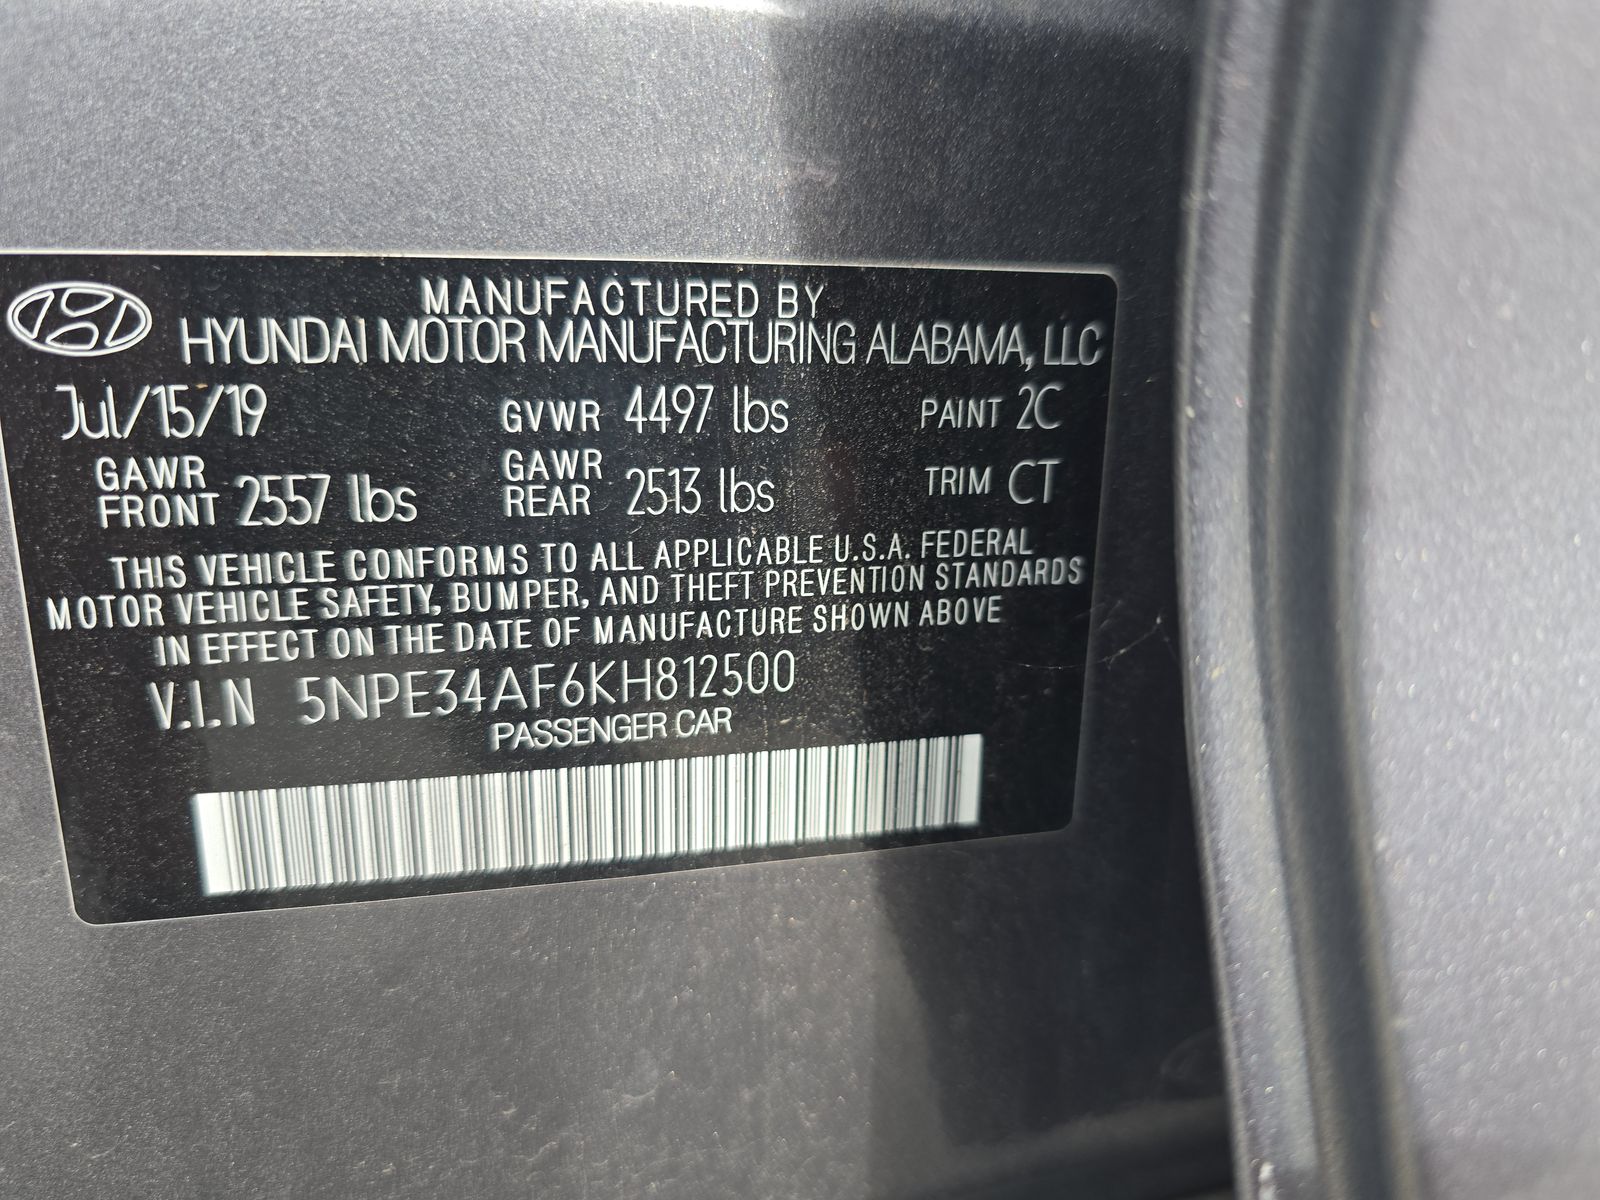 MANUFACTURED BY
HYUNDAI MOTOR MANUFACTURING ALABAMA, LLC
Jul/15/19 GVWR 4497 lbs PAINT 2C
GAWR FRONT 2557 lbs GAWR REAR 2513 lbs TRIM CT
THIS VEHICLE CONFORMS TO ALL APPLICABLE U.S.A. FEDERAL
MOTOR VEHICLE SAFETY, BUMPER, AND THEFT PREVENTION STANDARDS
IN EFFECT ON THE DATE OF MANUFACTURE SHOWN ABOVE
V.I.N 5NPE34AF6KH812500
PASSENGER CAR